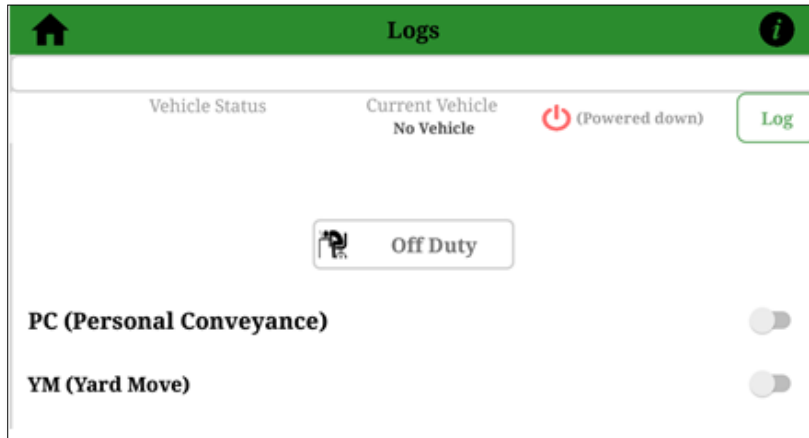 Logs
Vehicle Status
Current Vehicle
No Vehicle
(Powered down)
Log
Off Duty
PC (Personal Conveyance)
YM (Yard Move)